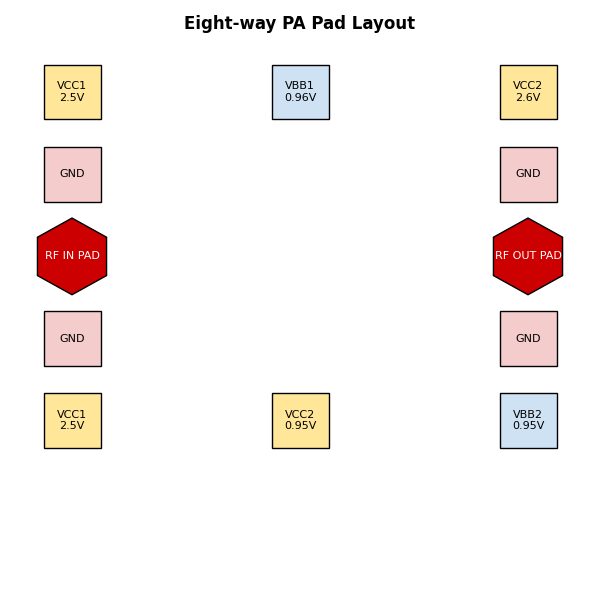 Eight-way PA Pad Layout
VCC1
2.5V
VBB1
0.96V
VCC2
2.6V
GND
GND
RF IN PAD
RF OUT PAD
GND
GND
VCC1
2.5V
VCC2
0.95V
VBB2
0.95V